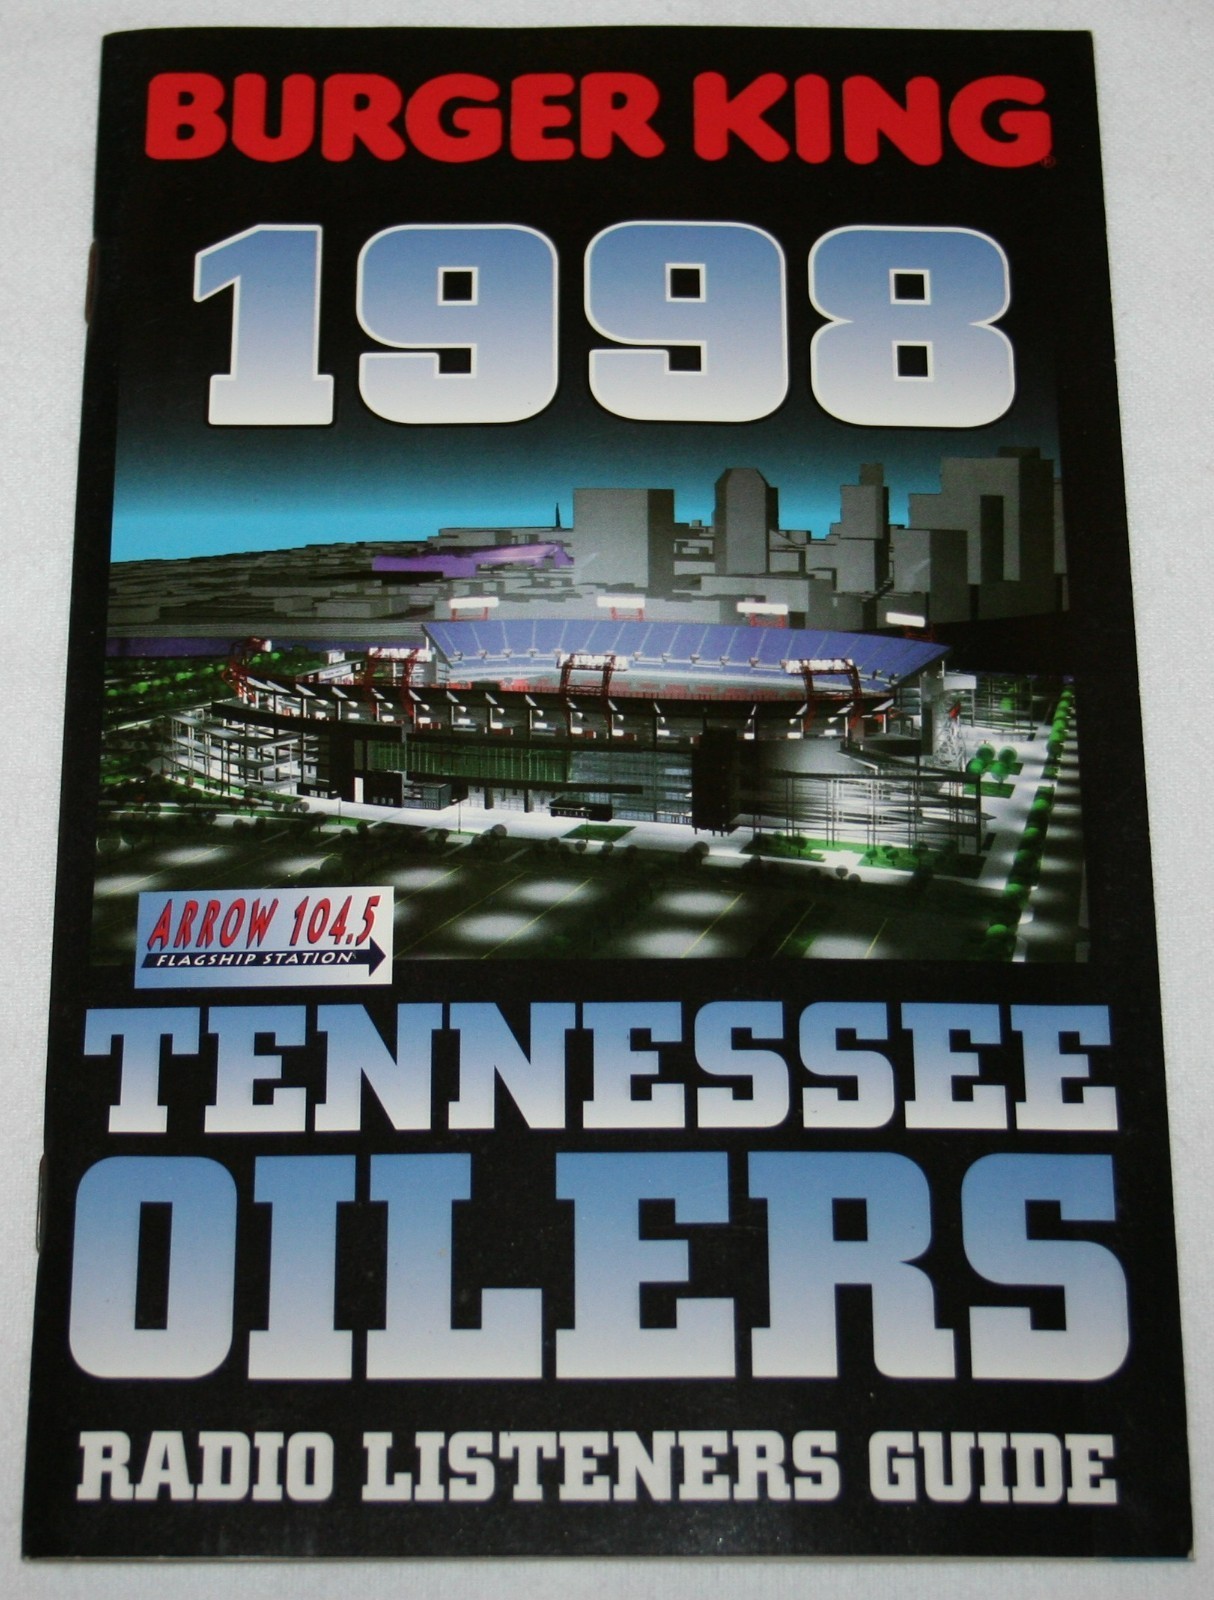 BURGER KING®
1998
ARROW 104.5
FLAGSHIP STATION
TENNESSEE
OILERS
RADIO LISTENERS GUIDE